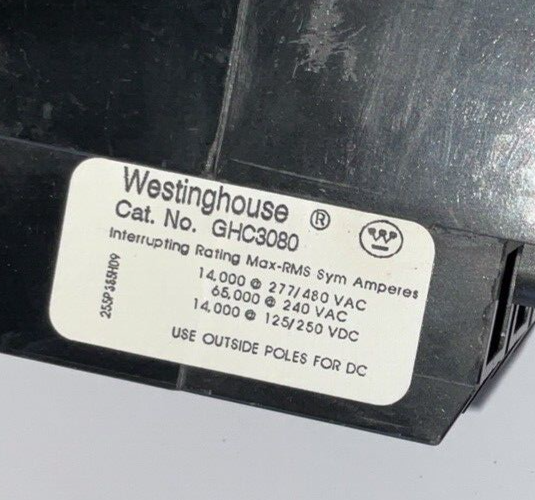 Westinghouse ®
Cat. No. GHC3080
Interrupting Rating Max-RMS Sym Amperes
14,000 @ 277/480 VAC
65,000 @ 240 VAC
14,000 @ 125/250 VDC
USE OUTSIDE POLES FOR DC